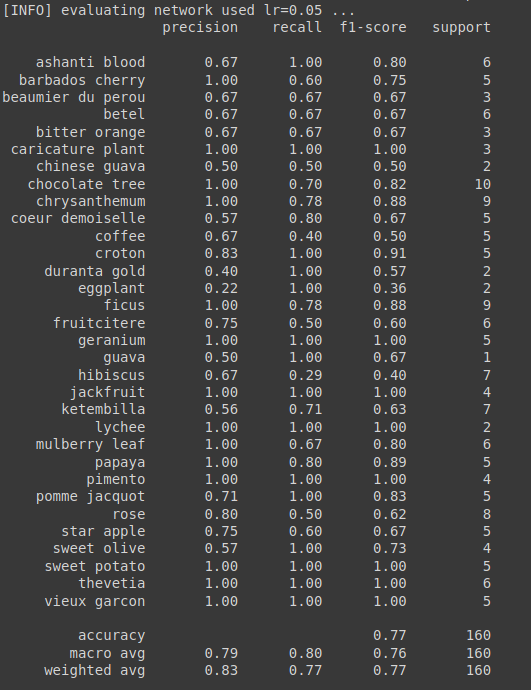 [INFO] evaluating network used lr=0.05 ...
precision recall f1-score support
ashanti blood 0.67 1.00 0.80 6
barbados cherry 1.00 0.60 0.75 5
beaumier du perou 0.67 0.67 0.67 3
betel 0.67 0.67 0.67 6
bitter orange 0.67 0.67 0.67 3
caricature plant 1.00 1.00 1.00 3
chinese guava 0.50 0.50 0.50 2
chocolate tree 1.00 0.70 0.82 10
chrysanthemum 1.00 0.78 0.88 9
coeur demoiselle 0.57 0.80 0.67 5
coffee 0.67 0.40 0.50 5
croton 0.83 1.00 0.91 5
duranta gold 0.40 1.00 0.57 2
eggplant 0.22 1.00 0.36 2
ficus 1.00 0.78 0.88 9
fruitcitere 0.75 0.50 0.60 6
geranium 1.00 1.00 1.00 5
guava 0.50 1.00 0.67 1
hibiscus 0.67 0.29 0.40 7
jackfruit 1.00 1.00 1.00 4
ketembilla 0.56 0.71 0.63 7
lychee 1.00 1.00 1.00 2
mulberry leaf 1.00 0.67 0.80 6
papaya 1.00 0.80 0.89 5
pimento 1.00 1.00 1.00 4
pomme jacquot 0.71 1.00 0.83 5
rose 0.80 0.50 0.62 8
star apple 0.75 0.60 0.67 5
sweet olive 0.57 1.00 0.73 4
sweet potato 1.00 1.00 1.00 5
thevetia 1.00 1.00 1.00 6
vieux garcon 1.00 1.00 1.00 5
accuracy 0.77 160
macro avg 0.79 0.80 0.76 160
weighted avg 0.83 0.77 0.77 160